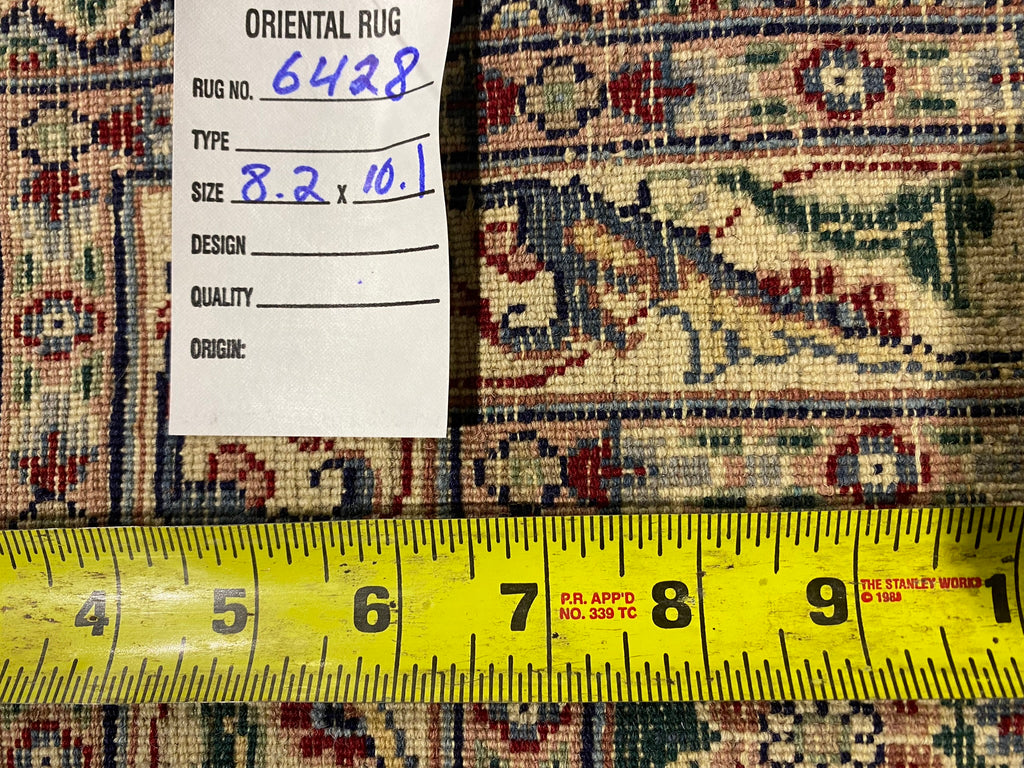 ORIENTAL RUG
RUG NO. 6428
TYPE
SIZE 8.2 X 10.1
DESIGN
QUALITY
ORIGIN:
4 5 6 7 8 9 1
P.R. APP'D
NO. 339 TC
THE STANLEY WORKS
© 1988